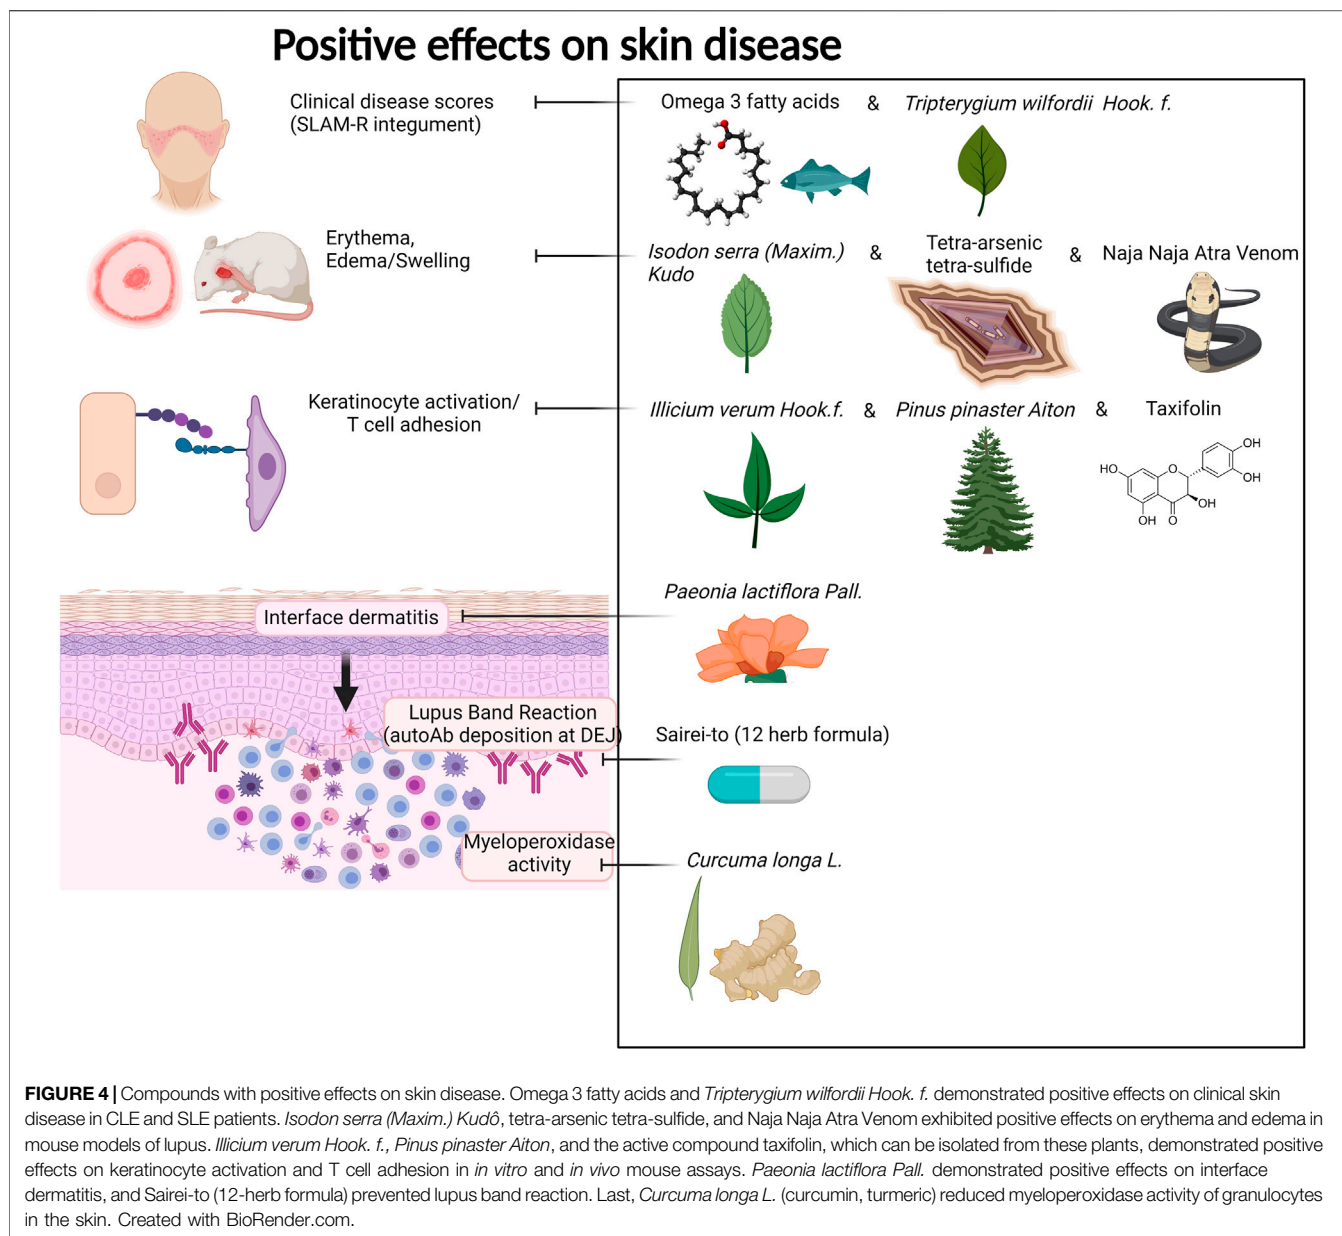 Positive effects on skin disease
Clinical disease scores
(SLAM-R integument)
Omega 3 fatty acids & Tripterygium wilfordii Hook. f.
Erythema,
Edema/Swelling
Isodon serra (Maxim.)
Kudo
&
Tetra-arsenic
tetra-sulfide
& Naja Naja Atra Venom
Keratinocyte activation/
T cell adhesion
Illicium verum Hook.f. & Pinus pinaster Aiton & Taxifolin
HO
O
OH
OH
OH
OH
O
Paeonia lactiflora Pall.
Interface dermatitis
Lupus Band Reaction
(autoAb deposition at DEJ)
Sairei-to (12 herb formula)
Myeloperoxidase
activity
Curcuma longa L.
FIGURE 4 | Compounds with positive effects on skin disease. Omega 3 fatty acids and Tripterygium wilfordii Hook. f. demonstrated positive effects on clinical skin
disease in CLE and SLE patients. Isodon serra (Maxim.) Kudô, tetra-arsenic tetra-sulfide, and Naja Naja Atra Venom exhibited positive effects on erythema and edema in
mouse models of lupus. Illicium verum Hook. f., Pinus pinaster Aiton, and the active compound taxifolin, which can be isolated from these plants, demonstrated positive
effects on keratinocyte activation and T cell adhesion in in vitro and in vivo mouse assays. Paeonia lactiflora Pall. demonstrated positive effects on interface
dermatitis, and Sairei-to (12-herb formula) prevented lupus band reaction. Last, Curcuma longa L. (curcumin, turmeric) reduced myeloperoxidase activity of granulocytes
in the skin. Created with BioRender.com.